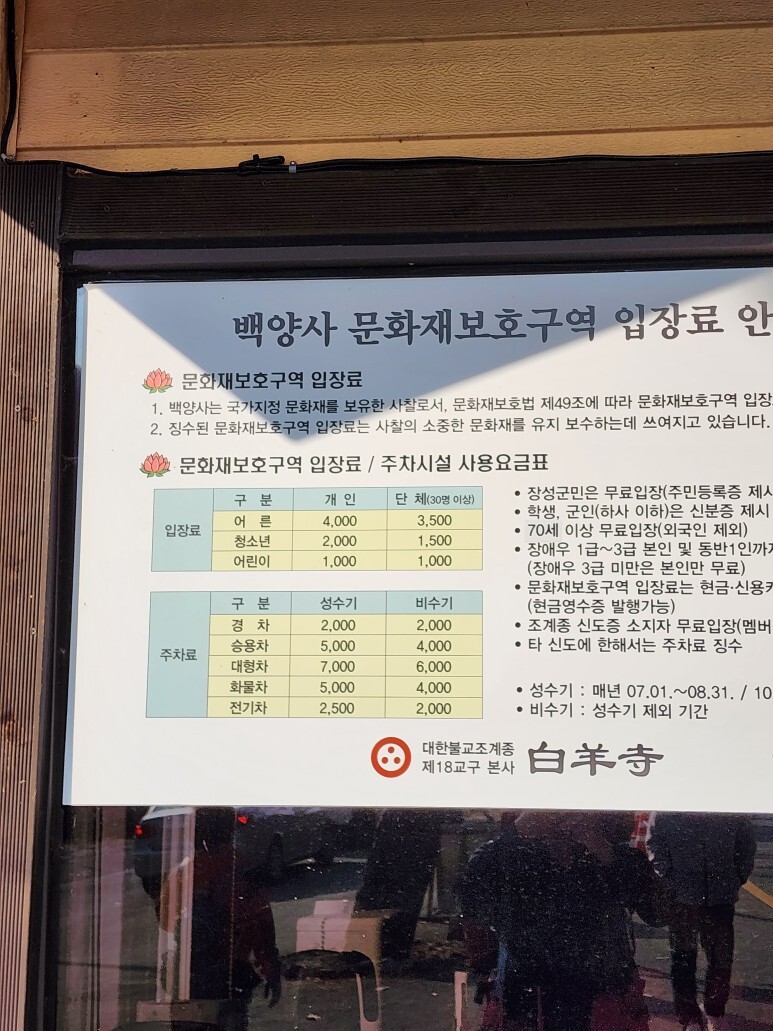 백양사 문화재보호구역 입장료 안
문화재보호구역 입장료
1. 백양사는 국가지정 문화재를 보유한 사찰로서, 문화재보호법 제49조에 따라 문화재보호구역 입장
2. 징수된 문화재보호구역 입장료는 사찰의 소중한 문화재를 유지 보수하는데 쓰여지고 있습니다.
문화재보호구역 입장료 / 주차시설 사용요금표
입장료
구 분 개 인 단 체(30명 이상)
어 른 4,000 3,500
청소년 2,000 1,500
어린이 1,000 1,000
주차료
구 분 성수기 비수기
경 차 2,000 2,000
승용차 5,000 4,000
대형차 7,000 6,000
화물차 5,000 4,000
전기차 2,500 2,000
• 장성군민은 무료입장(주민등록증 제시
• 학생, 군인(하사 이하)은 신분증 제시
• 70세 이상 무료입장(외국인 제외)
• 장애우 1급～3급 본인 및 동반1인까지
(장애우 3급 미만은 본인만 무료)
• 문화재보호구역 입장료는 현금·신용카
(현금영수증 발행가능)
• 조계종 신도증 소지자 무료입장(멤버
• 타 신도에 한해서는 주차료 징수
• 성수기 : 매년 07.01.～08.31. / 10
• 비수기 : 성수기 제외 기간
대한불교조계종
제18교구 본사 白羊寺